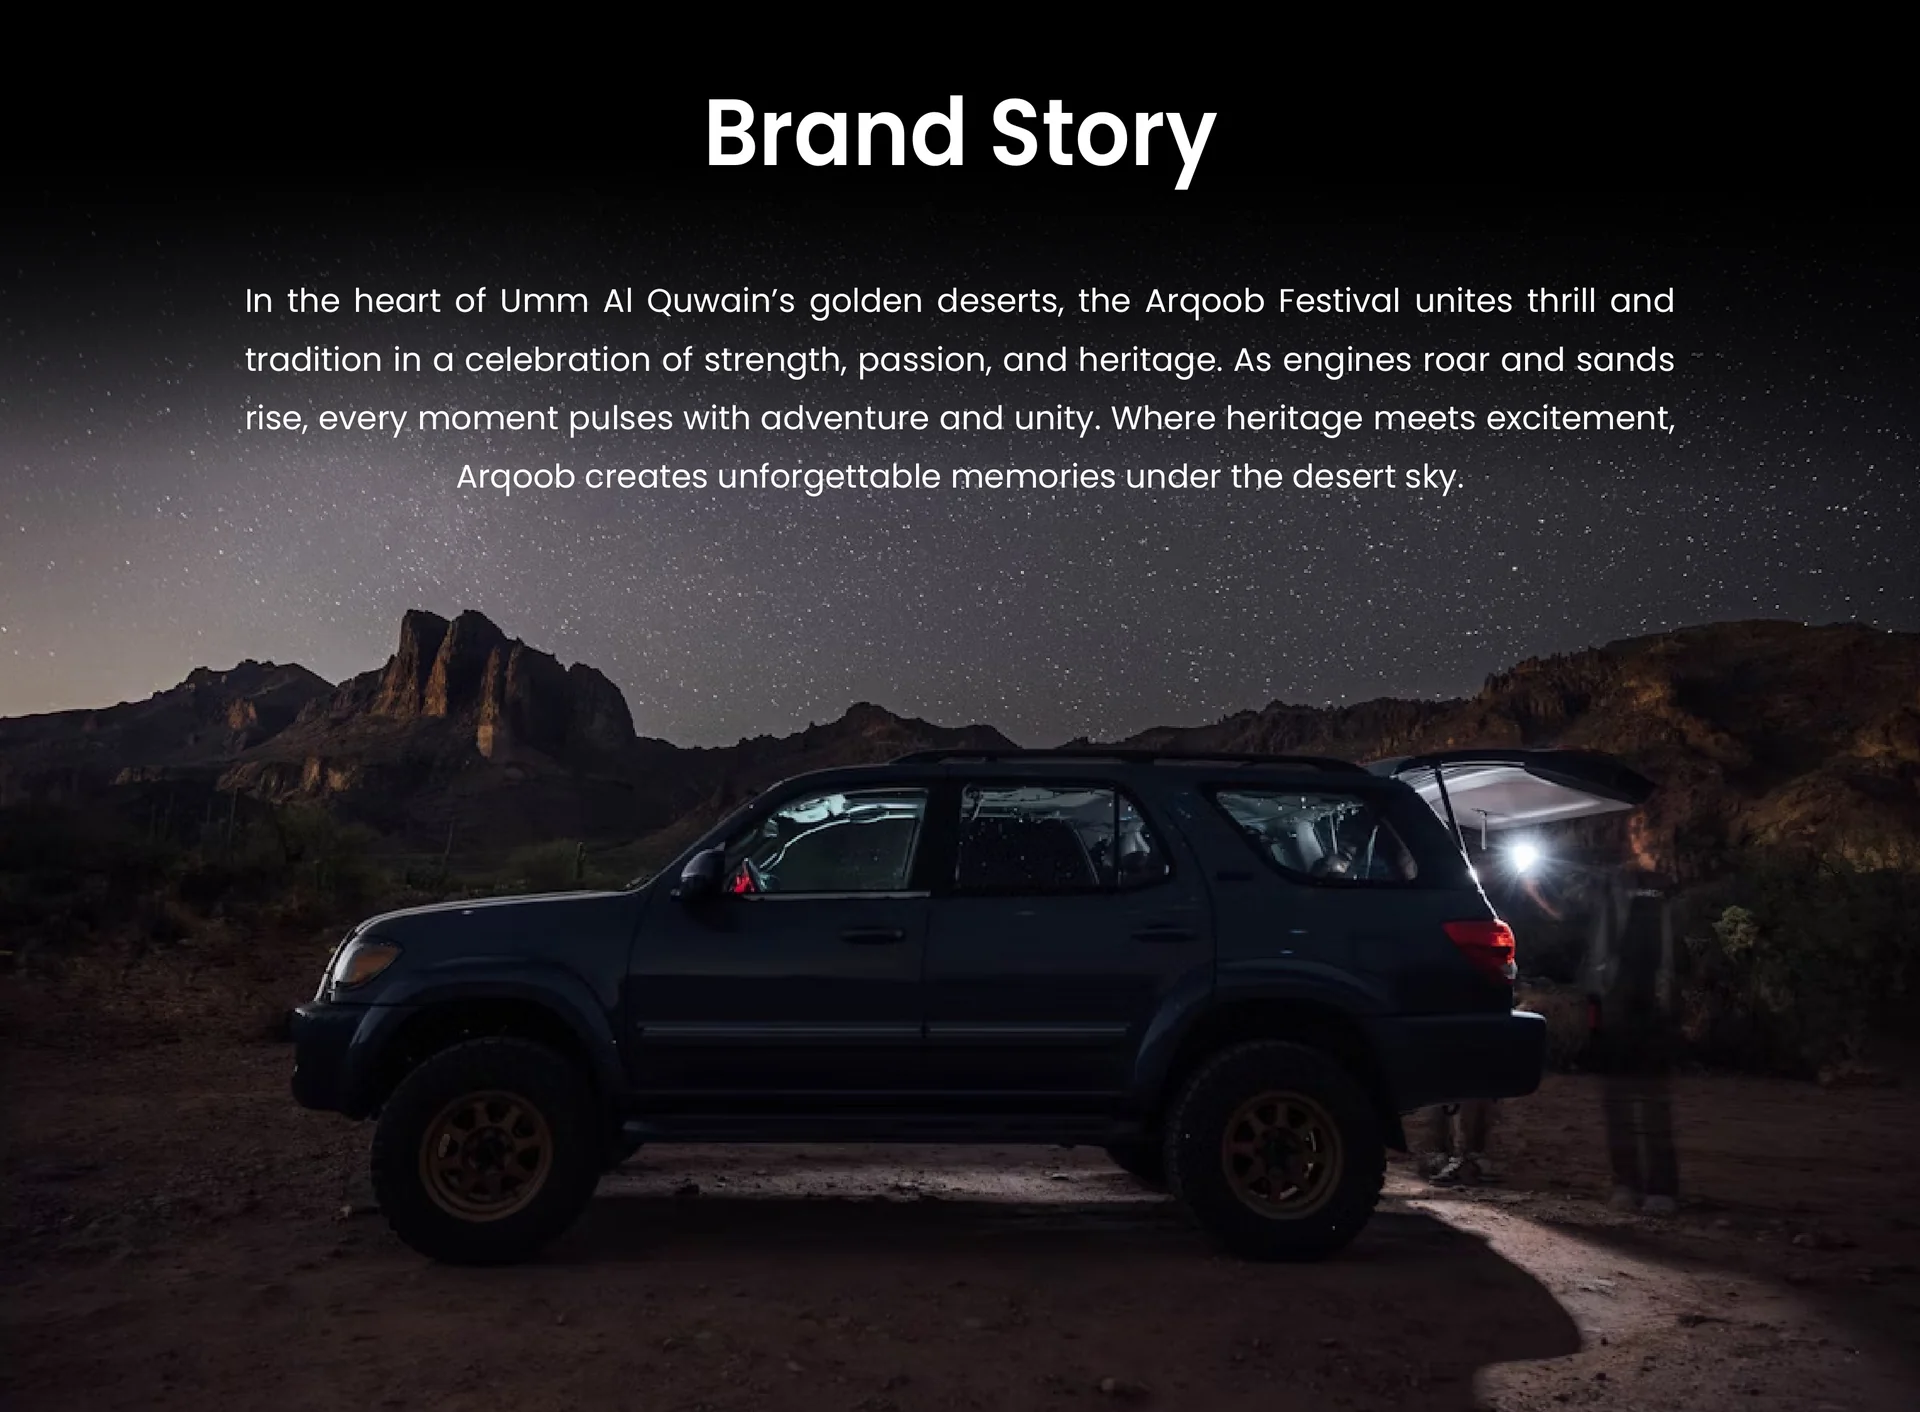 Brand Story
In the heart of Umm Al Quwain’s golden deserts, the Arqoob Festival unites thrill and
tradition in a celebration of strength, passion, and heritage. As engines roar and sands
rise, every moment pulses with adventure and unity. Where heritage meets excitement,
Arqoob creates unforgettable memories under the desert sky.